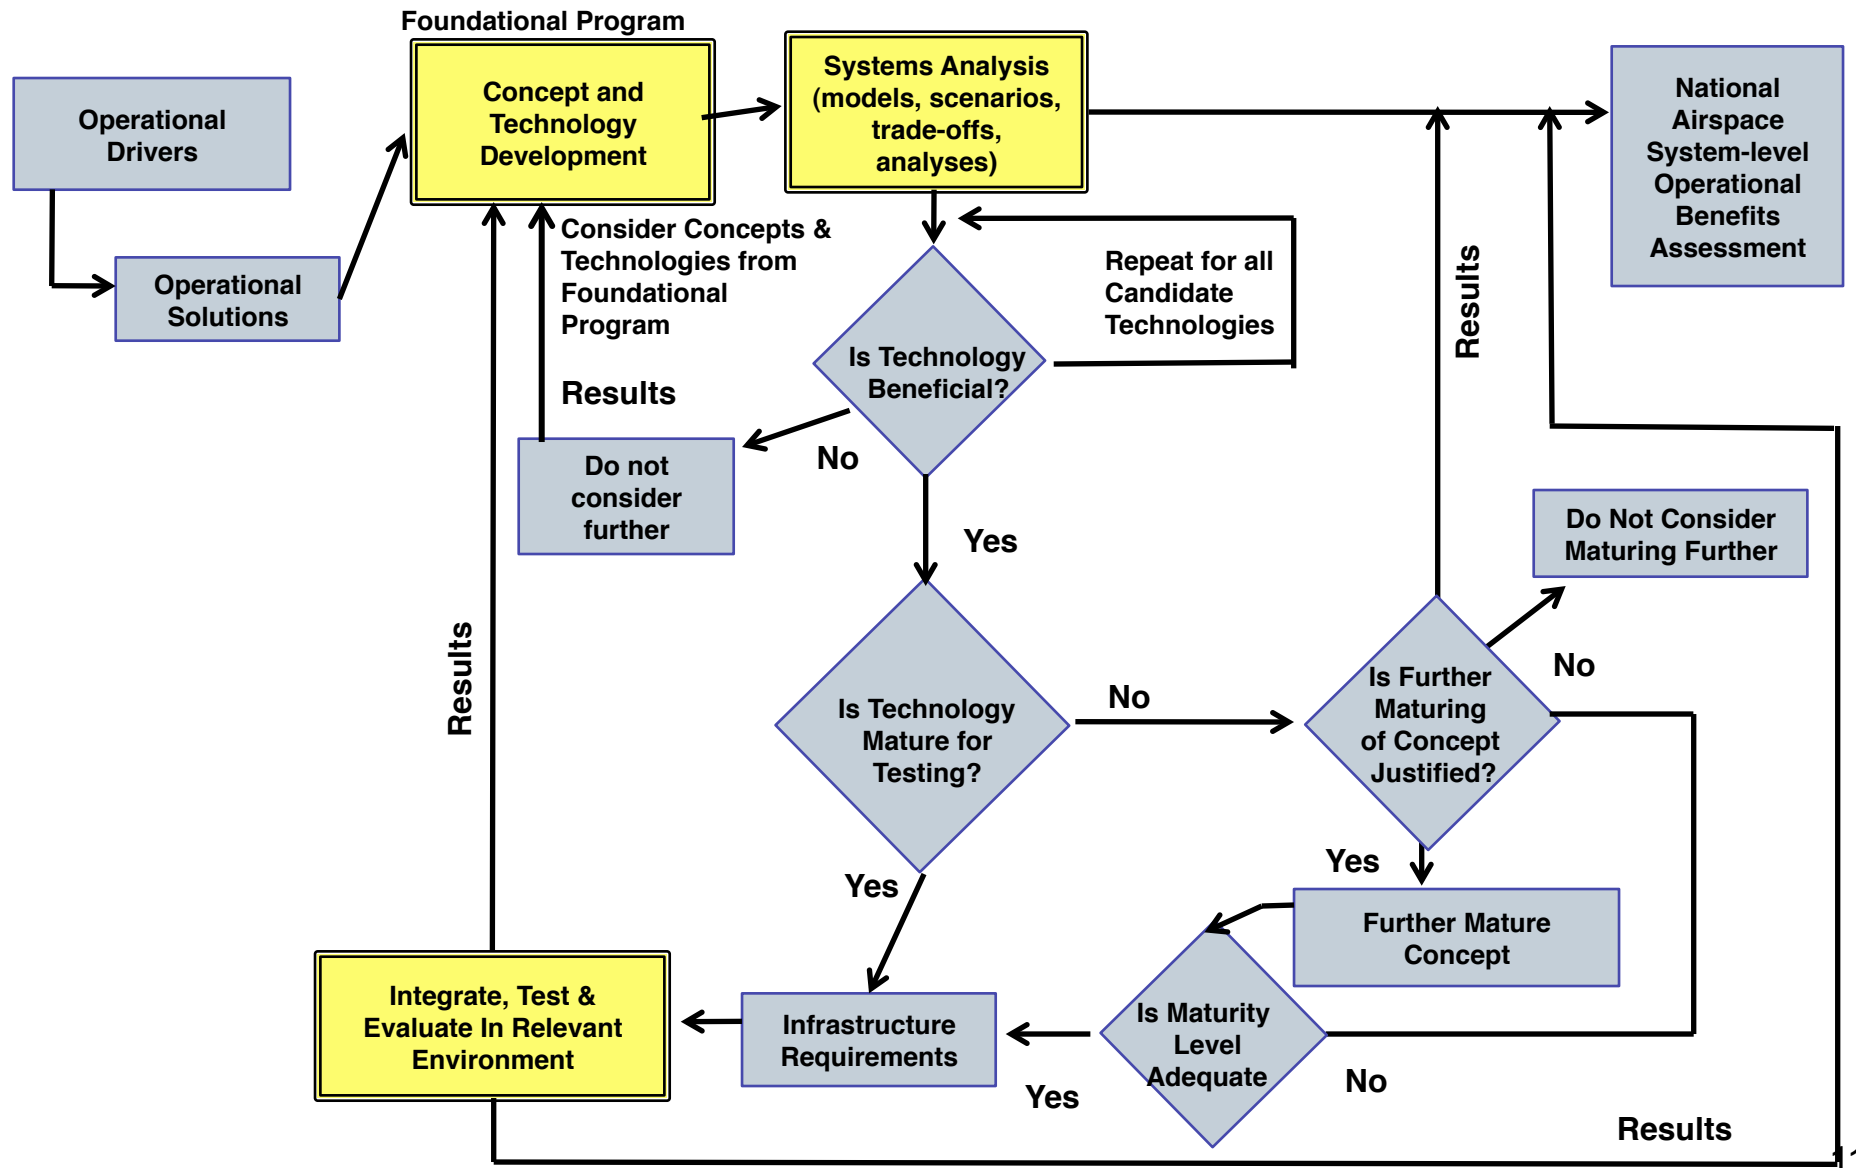 Foundational Program
Operational
Drivers
Operational
Solutions
Concept and
Technology
Development
Systems Analysis
(models, scenarios,
trade-offs,
analyses)
National
Airspace
System-level
Operational
Benefits
Assessment
Consider Concepts &
Technologies from
Foundational
Program
Results
Repeat for all
Candidate
Technologies
Is Technology
Beneficial?
No
Do not
consider
further
Yes
Results
Do Not Consider
Maturing Further
No
Is Technology
Mature for
Testing?
No
Is Further
Maturing
of Concept
Justified?
Results
Yes
Yes
Further Mature
Concept
Integrate, Test &
Evaluate In Relevant
Environment
Infrastructure
Requirements
Is Maturity
Level
Adequate
Yes
No
Results